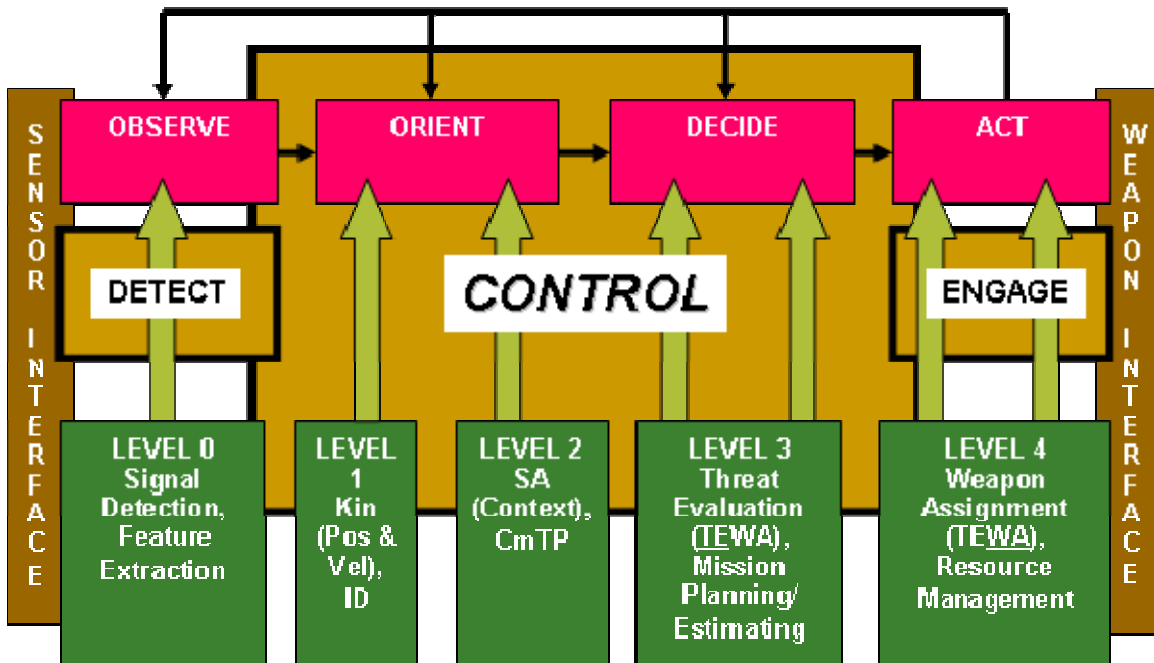 OBSERVE
ORIENT
DECIDE
ACT
SENSOR INTERFACE
WEAPON INTERFACE
DETECT
CONTROL
ENGAGE
LEVEL 0
Signal
Detection,
Feature
Extraction
LEVEL
1
Kin
(Pos &
Vel),
ID
LEVEL 2
SA
(Context),
CmTP
LEVEL 3
Threat
Evaluation
(TEWA),
Mission
Planning/
Estimating
LEVEL 4
Weapon
Assignment
(TEWA),
Resource
Management